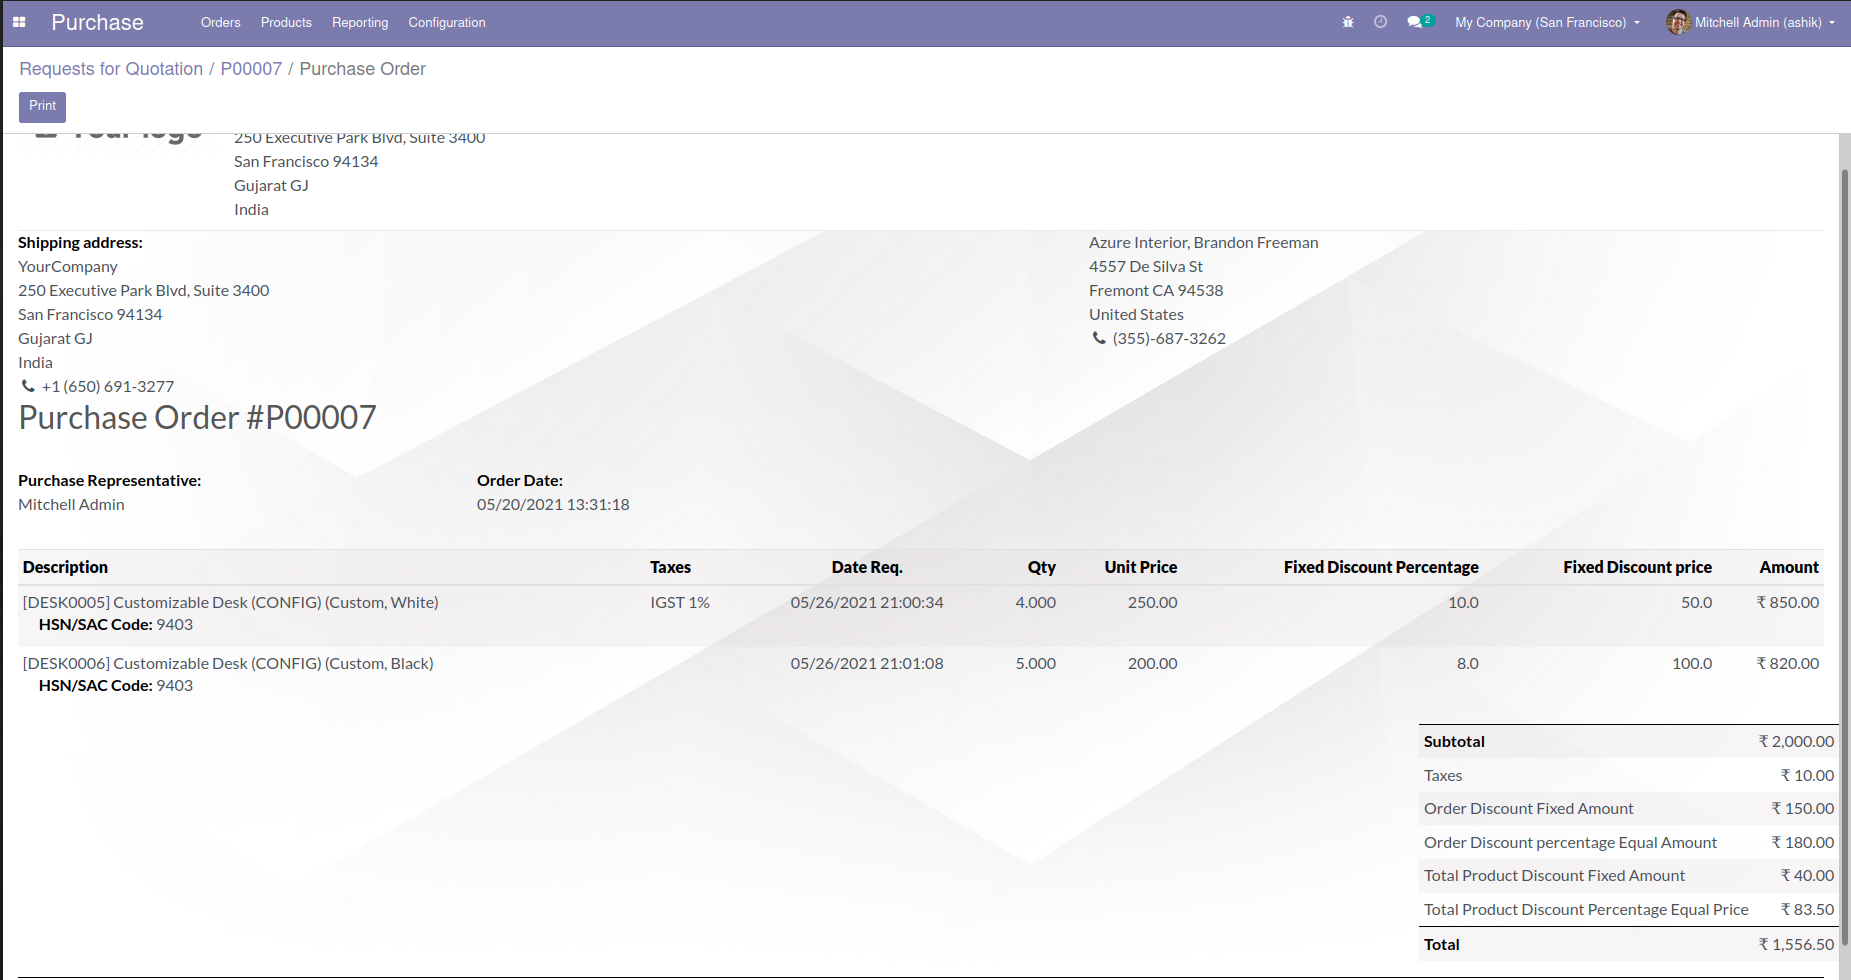 Purchase Orders Products Reporting Configuration 2 My Company (San Francisco) Mitchell Admin (ashik)
Requests for Quotation / P00007 / Purchase Order
Print
Your logo
250 Executive Park Blvd, Suite 3400
San Francisco 94134
Gujarat GJ
India
Shipping address:
YourCompany
250 Executive Park Blvd, Suite 3400
San Francisco 94134
Gujarat GJ
India
+1 (650) 691-3277
Azure Interior, Brandon Freeman
4557 De Silva St
Fremont CA 94538
United States
(355)-687-3262
Purchase Order #P00007
Purchase Representative:
Mitchell Admin
Order Date:
05/20/2021 13:31:18
Description Taxes Date Req. Qty Unit Price Fixed Discount Percentage Fixed Discount price Amount
[DESK0005] Customizable Desk (CONFIG) (Custom, White) IGST 1% 05/26/2021 21:00:34 4.000 250.00 10.0 50.0 ₹ 850.00
HSN/SAC Code: 9403
[DESK0006] Customizable Desk (CONFIG) (Custom, Black) 05/26/2021 21:01:08 5.000 200.00 8.0 100.0 ₹ 820.00
HSN/SAC Code: 9403
Subtotal ₹ 2,000.00
Taxes ₹ 10.00
Order Discount Fixed Amount ₹ 150.00
Order Discount percentage Equal Amount ₹ 180.00
Total Product Discount Fixed Amount ₹ 40.00
Total Product Discount Percentage Equal Price ₹ 83.50
Total ₹ 1,556.50